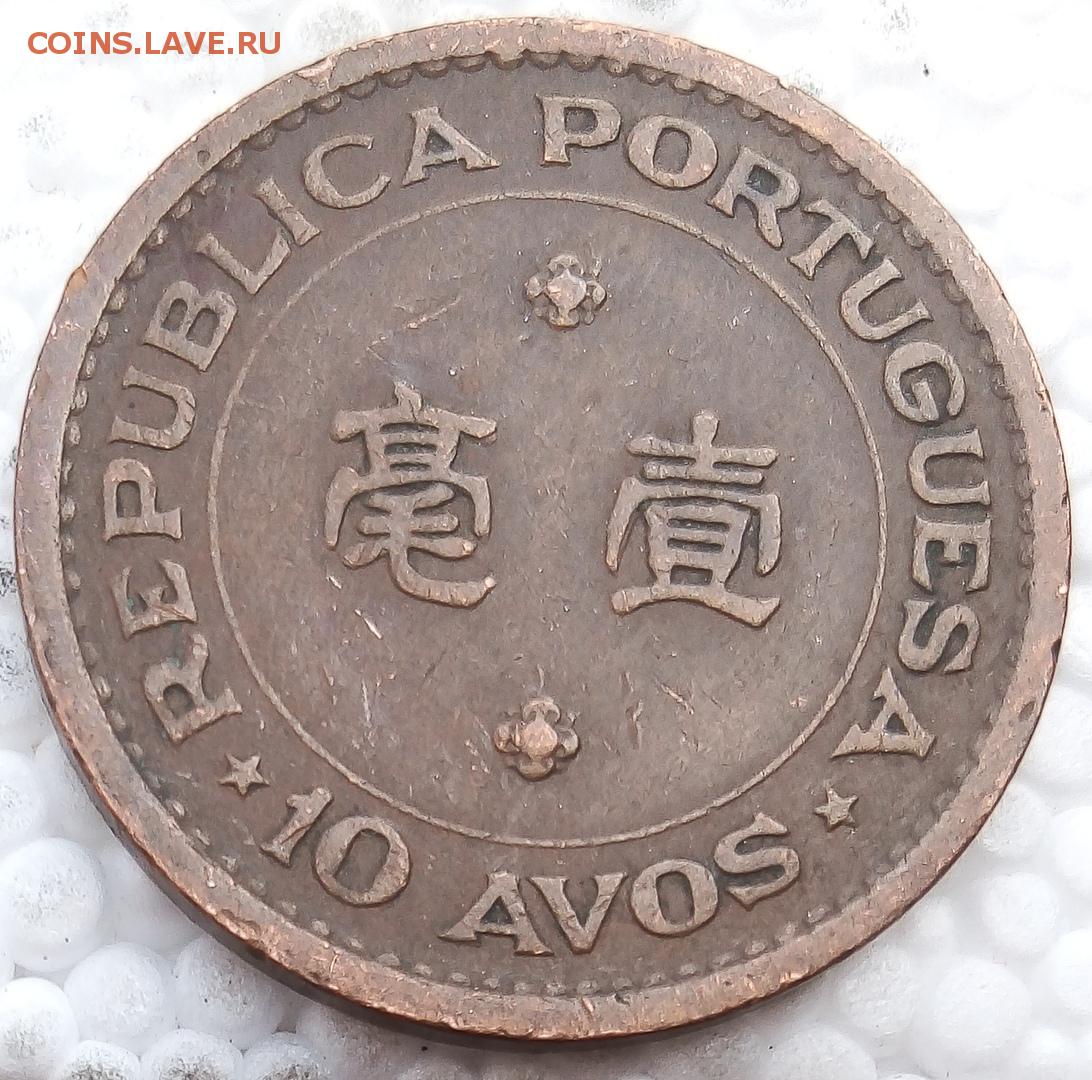 COINS.LAVE.RU
REPUBLICA PORTUGUESA
毫 壹
★ 10 AVOS ★